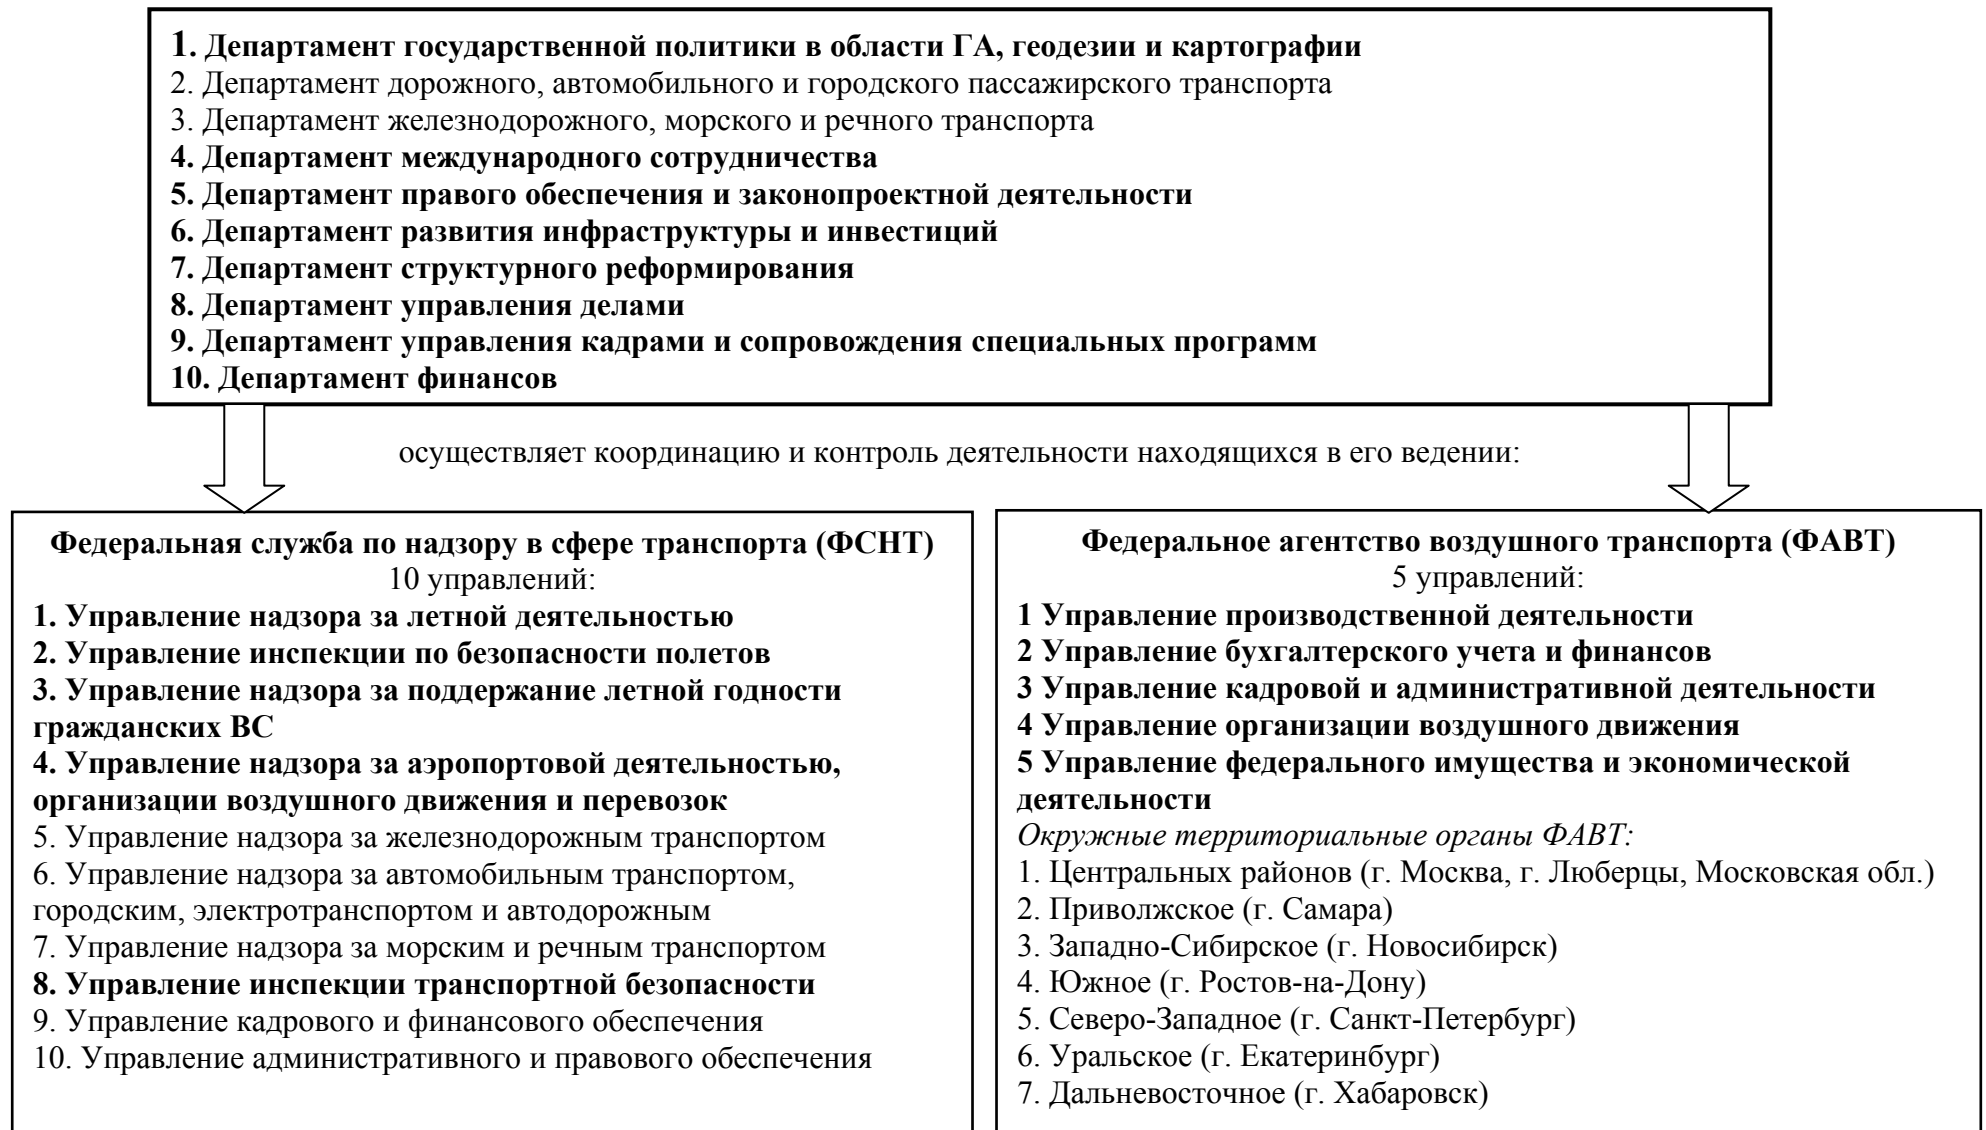 1. Департамент государственной политики в области ГА, геодезии и картографии
2. Департамент дорожного, автомобильного и городского пассажирского транспорта
3. Департамент железнодорожного, морского и речного транспорта
4. Департамент международного сотрудничества
5. Департамент правого обеспечения и законопроектной деятельности
6. Департамент развития инфраструктуры и инвестиций
7. Департамент структурного реформирования
8. Департамент управления делами
9. Департамент управления кадрами и сопровождения специальных программ
10. Департамент финансов
осуществляет координацию и контроль деятельности находящихся в его ведении:
Федеральная служба по надзору в сфере транспорта (ФСНТ)
10 управлений:
1. Управление надзора за летной деятельностью
2. Управление инспекции по безопасности полетов
3. Управление надзора за поддержание летной годности
гражданских ВС
4. Управление надзора за аэропортовой деятельностью,
организации воздушного движения и перевозок
5. Управление надзора за железнодорожным транспортом
6. Управление надзора за автомобильным транспортом,
городским, электротранспортом и автодорожным
7. Управление надзора за морским и речным транспортом
8. Управление инспекции транспортной безопасности
9. Управление кадрового и финансового обеспечения
10. Управление административного и правового обеспечения
Федеральное агентство воздушного транспорта (ФАВТ)
5 управлений:
1 Управление производственной деятельности
2 Управление бухгалтерского учета и финансов
3 Управление кадровой и административной деятельности
4 Управление организации воздушного движения
5 Управление федерального имущества и экономической
деятельности
Окружные территориальные органы ФАВТ:
1. Центральных районов (г. Москва, г. Люберцы, Московская обл.)
2. Приволжское (г. Самара)
3. Западно-Сибирское (г. Новосибирск)
4. Южное (г. Ростов-на-Дону)
5. Северо-Западное (г. Санкт-Петербург)
6. Уральское (г. Екатеринбург)
7. Дальневосточное (г. Хабаровск)